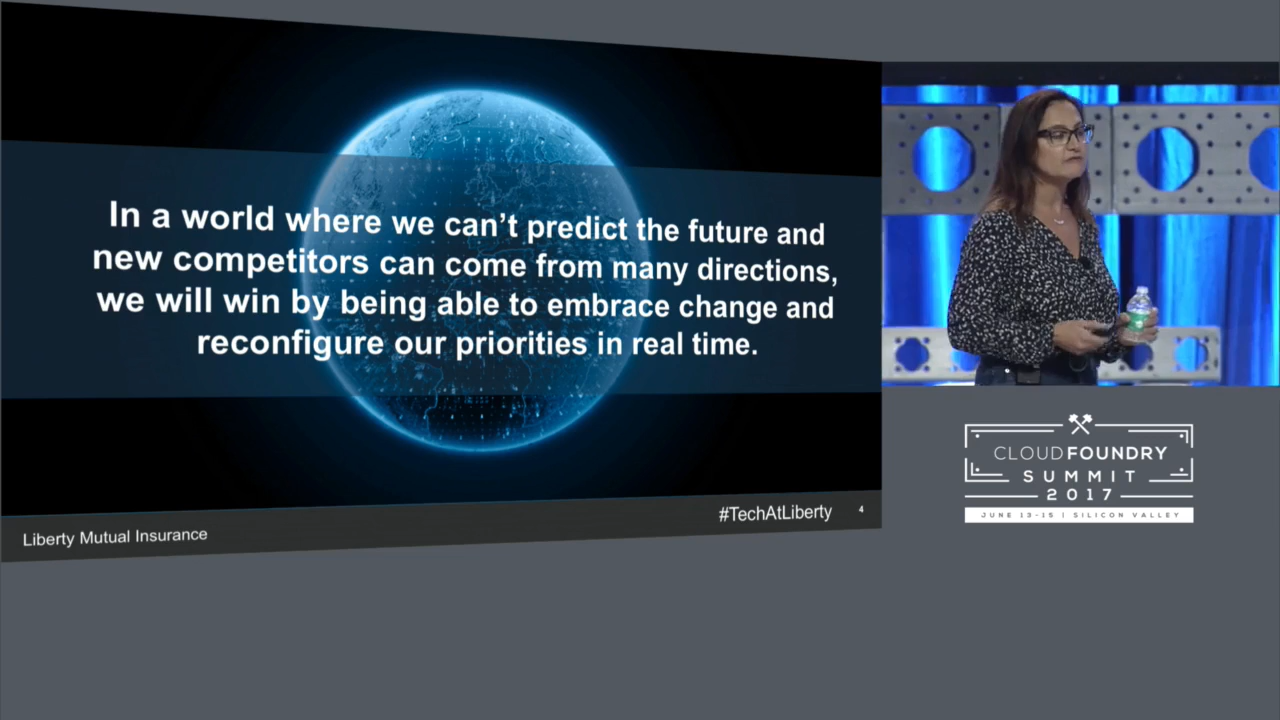 In a world where we can't predict the future and
new competitors can come from many directions,
we will win by being able to embrace change and
reconfigure our priorities in real time.
Liberty Mutual Insurance
#TechAtLiberty
4
CLOUD FOUNDRY
SUMMIT
2017
JUNE 13-15 | SILICON VALLEY